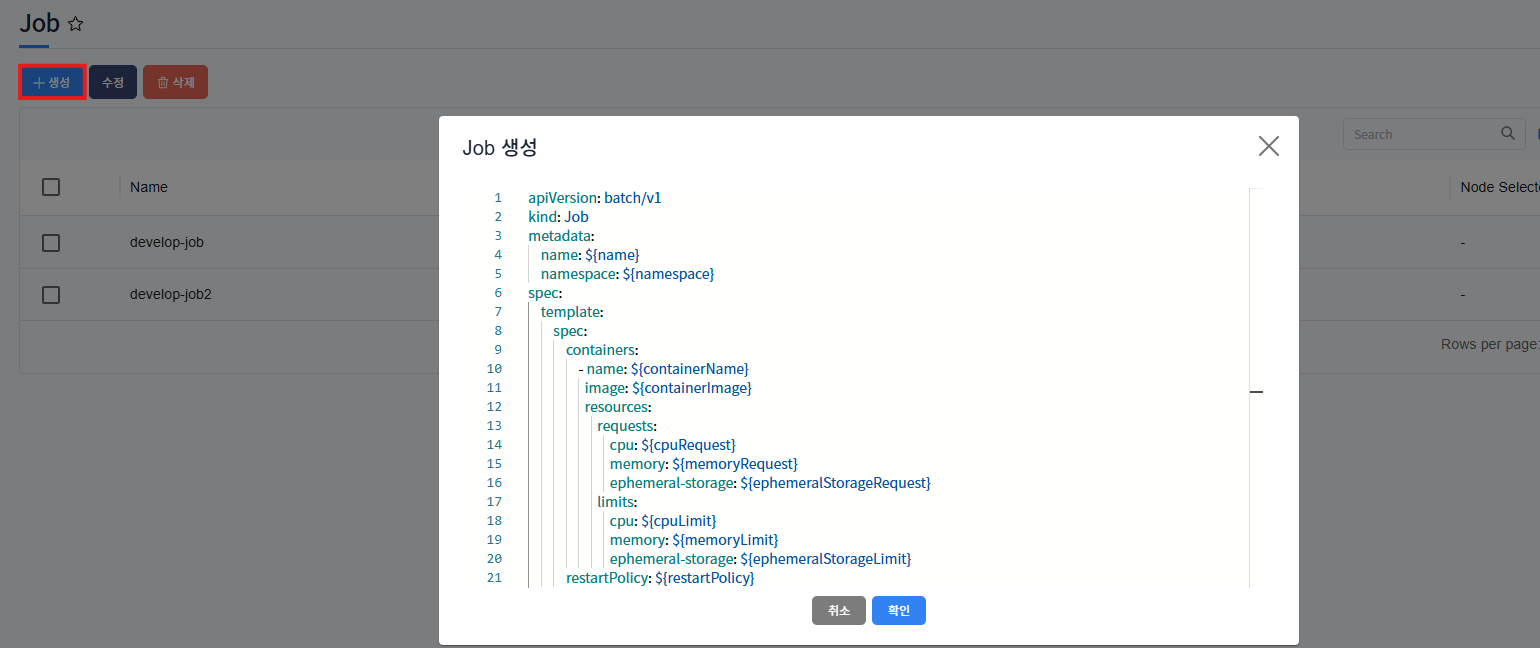 Job
생성
수정
삭제
Job 생성
Search
Name
Node Select
develop-job
-
develop-job2
-
Rows per page:
1 apiVersion: batch/v1
2 kind: Job
3 metadata:
4 name: ${name}
5 namespace: ${namespace}
6 spec:
7 template:
8 spec:
9 containers:
10 - name: ${containerName}
11 image: ${containerImage}
12 resources:
13 requests:
14 cpu: ${cpuRequest}
15 memory: ${memoryRequest}
16 ephemeral-storage: ${ephemeralStorageRequest}
17 limits:
18 cpu: ${cpuLimit}
19 memory: ${memoryLimit}
20 ephemeral-storage: ${ephemeralStorageLimit}
21 restartPolicy: ${restartPolicy}
취소
확인